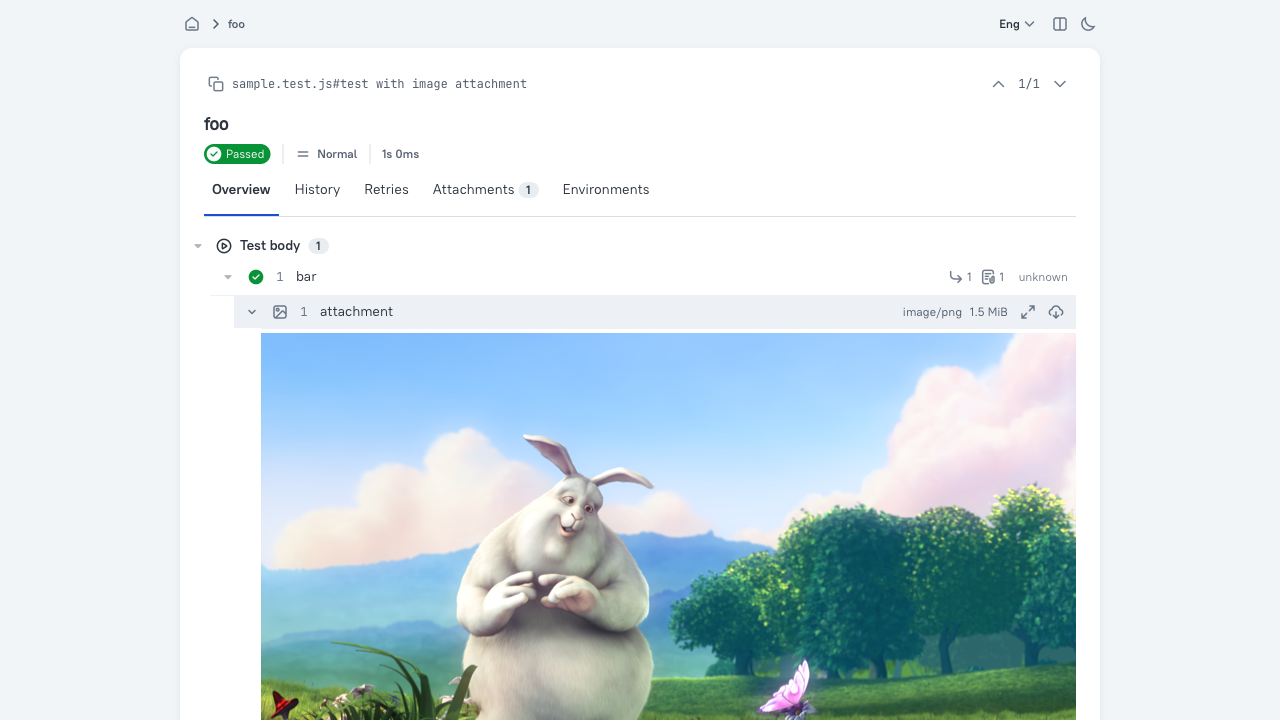 foo
Eng
sample.test.js#test with image attachment
1/1
foo
Passed
Normal
1s 0ms
Overview
History
Retries
Attachments 1
Environments
Test body 1
1 bar
1
1
unknown
1 attachment
image/png 1.5 MiB